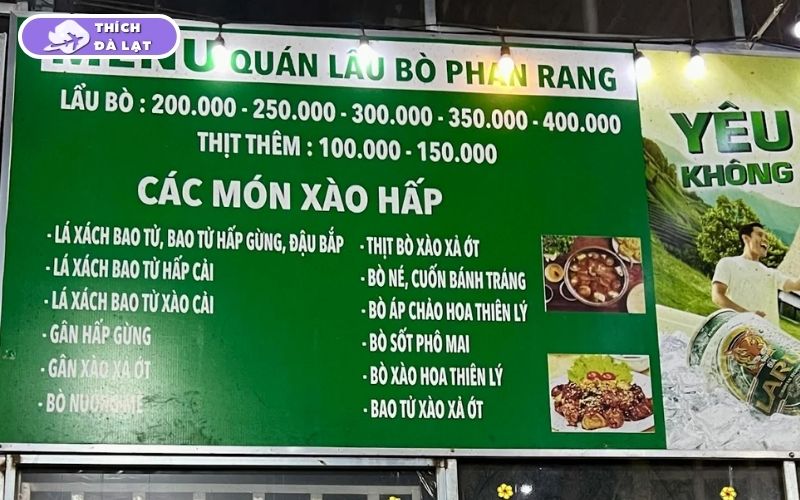 THÍCH
ĐÀ LẠT
MENU QUÁN LẨU BÒ PHAN RANG
LẨU BÒ : 200.000 - 250.000 - 300.000 - 350.000 - 400.000
THỊT THÊM : 100.000 - 150.000
CÁC MÓN XÀO HẤP
- LÁ XÁCH BAO TỬ, BAO TỬ HẤP GỪNG, ĐẬU BẮP
- LÁ XÁCH BAO TỬ HẤP CẢI
- LÁ XÁCH BAO TỬ XÀO CẢI
- GÂN HẤP GỪNG
- GÂN XÀO XẢ ỚT
- BÒ
- THỊT BÒ XÀO XẢ ỚT
- BÒ NÉ, CUỐN BÁNH TRÁNG
- BÒ ÁP CHẢO HOA THIÊN LÝ
- BÒ SỐT PHÔ MAI
- BÒ XÀO HOA THIÊN LÝ
- BAO TỬ XÀO XẢ ỚT
YÊU
KHÔNG
LAR